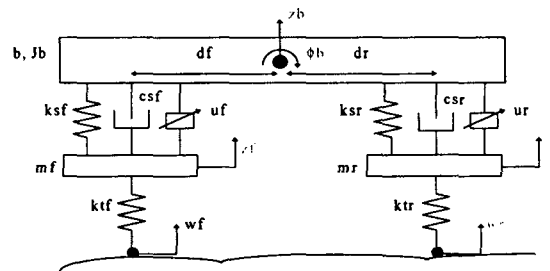 zb
b, Jb
df
ϕb
dr
ksf
csf
uf
ksr
csr
ur
zf
mf
mr
ktf
ktr
wf